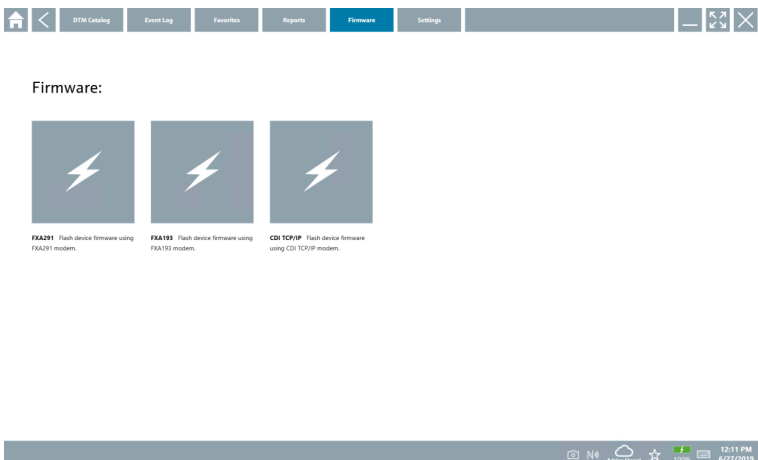 DTM Catalog
Event Log
Favorites
Reports
Firmware
Settings
Firmware:
FXA291 Flash device firmware using
FXA291 modem.
FXA193 Flash device firmware using
FXA193 modem.
CDI TCP/IP Flash device firmware
using CDI TCP/IP modem.
100%
12:11 PM
6/27/2019